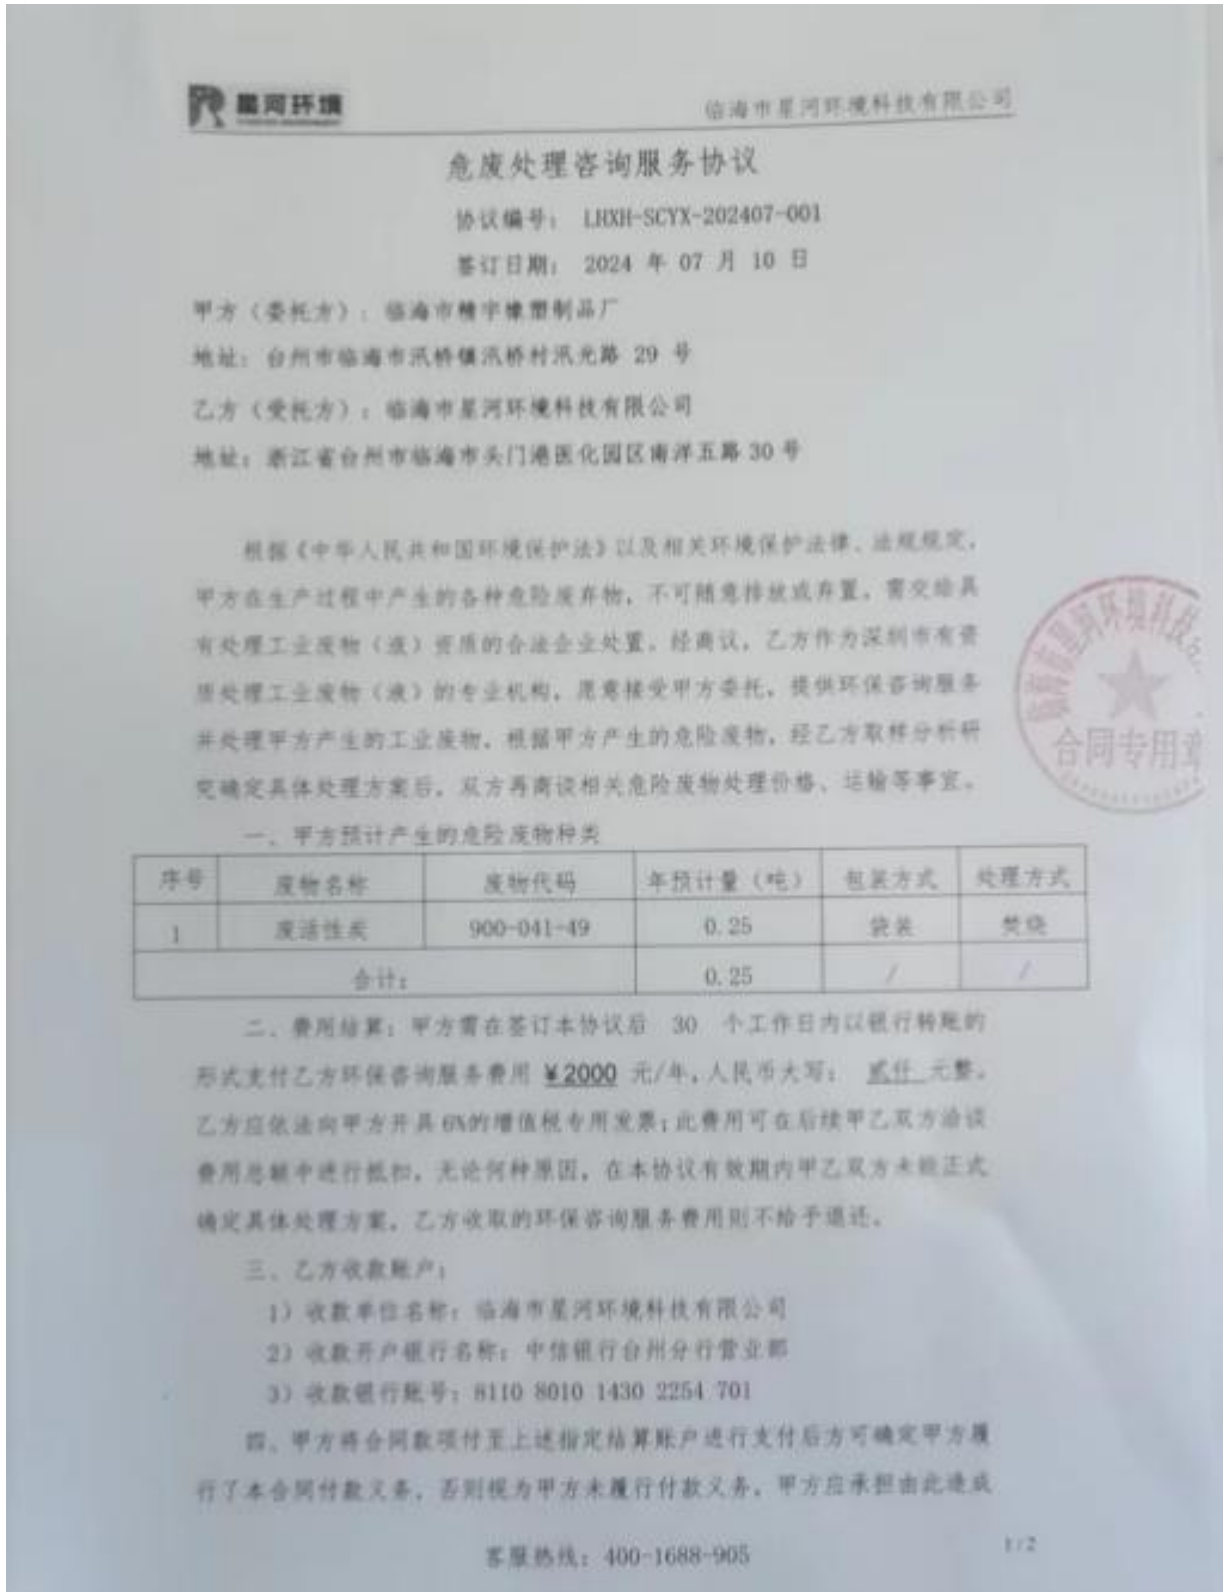 星河环境
临海市星河环境科技有限公司
危废处理咨询服务协议
协议编号： LHXH-SCYX-202407-001
签订日期： 2024 年 07 月 10 日
甲方（委托方）：临海市精宇橡塑制品厂
地址：台州市临海市汛桥镇汛桥村汛光路 29 号
乙方（受托方）：临海市星河环境科技有限公司
地址：浙江省台州市临海市头门港医化园区南洋五路 30 号
根据《中华人民共和国环境保护法》以及相关环境保护法律、法规规定，
甲方在生产过程中产生的各种危险废弃物，不可随意排放或弃置，需交给具
有处理工业废物（液）资质的合法企业处置。经商议，乙方作为深圳市有资
质处理工业废物（液）的专业机构，愿意接受甲方委托，提供环保咨询服务
并处理甲方产生的工业废物，根据甲方产生的危险废物，经乙方取样分析研
究确定具体处理方案后，双方再商谈相关危险废物处理价格、运输等事宜。
临海市星河环境科技
合同专用章
一、甲方预计产生的危险废物种类
序号 废物名称 废物代码 年预计量（吨） 包装方式 处理方式
1 废活性炭 900-041-49 0.25 袋装 焚烧
合计： 0.25 / /
二、费用结算：甲方需在签订本协议后 30 个工作日内以银行转账的
形式支付乙方环保咨询服务费用 ￥2000 元/年，人民币大写： 贰仟 元整。
乙方应依法向甲方开具 6%的增值税专用发票；此费用可在后续甲乙双方洽谈
费用总额中进行抵扣。无论何种原因，在本协议有效期内甲乙双方未能正式
确定具体处理方案，乙方收取的环保咨询服务费用则不给予退还。
三、乙方收款账户：
1）收款单位名称：临海市星河环境科技有限公司
2）收款开户银行名称：中信银行台州分行营业部
3）收款银行账号：8110 8010 1430 2254 701
四、甲方将合同款项付至上述指定结算账户进行支付后方可确定甲方履
行了本合同付款义务，否则视为甲方未履行付款义务，甲方应承担由此造成
客服热线：400-1688-905
1/2